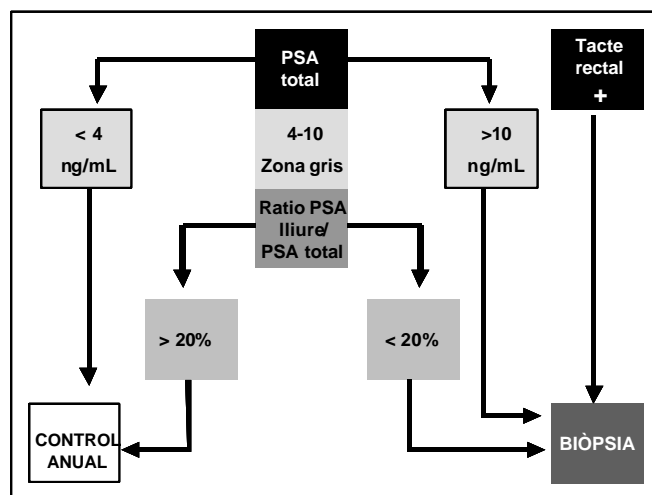 PSA
total
Tacte
rectal
+
< 4
ng/mL
4-10
Zona gris
>10
ng/mL
Ratio PSA
lliure/
PSA total
> 20%
< 20%
CONTROL
ANUAL
BIÒPSIA